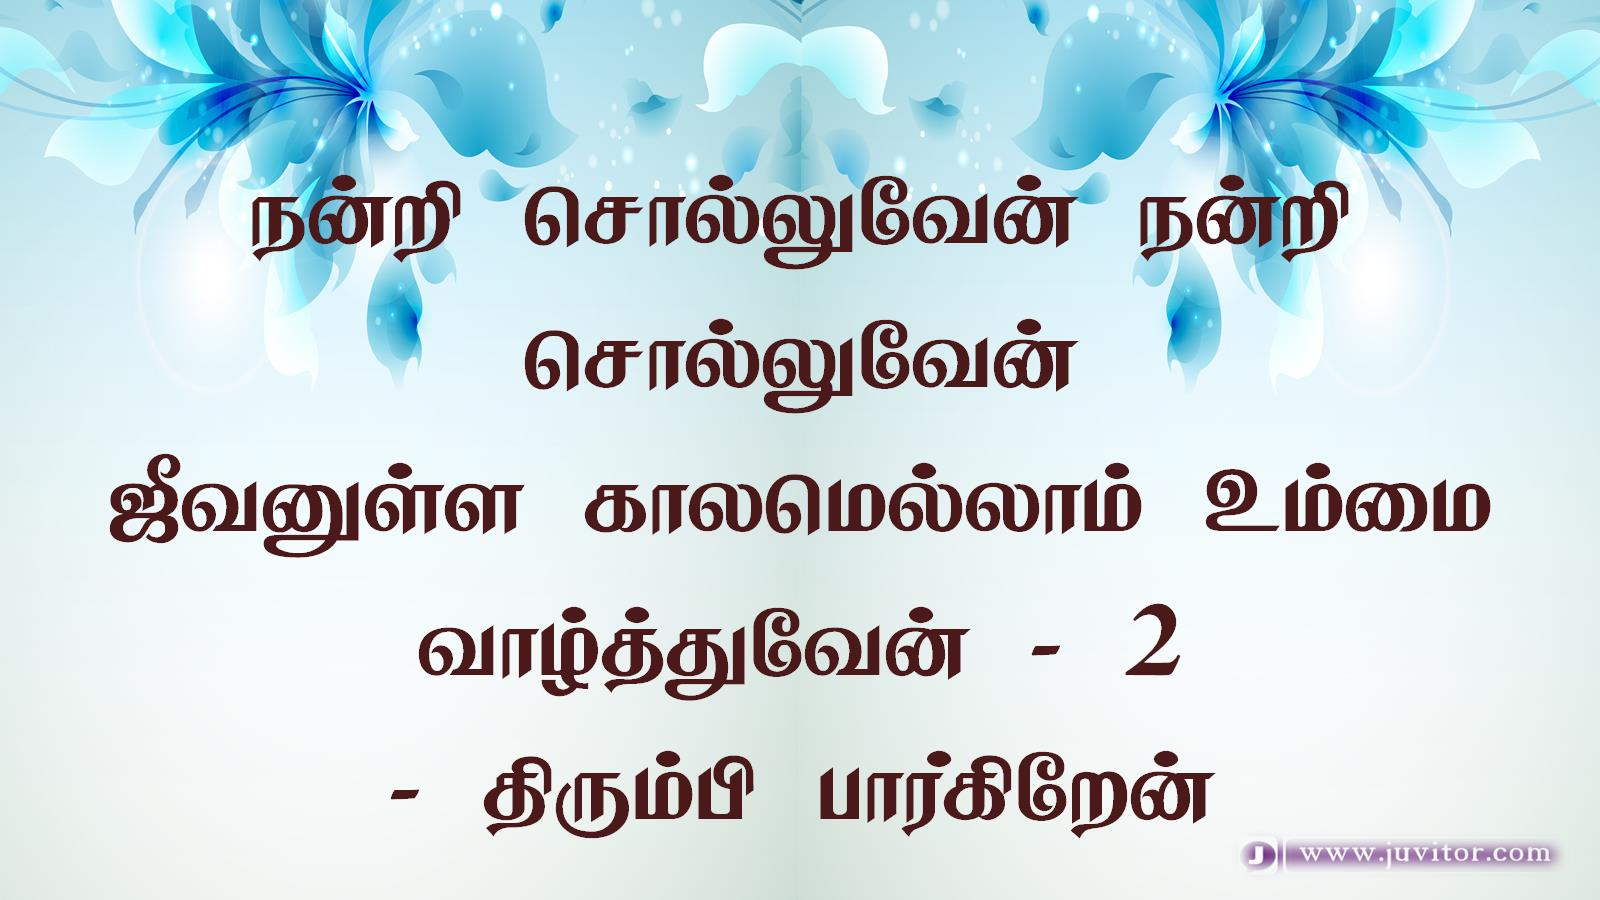 நன்றி சொல்லுவேன் நன்றி
சொல்லுவேன்
ஜீவனுள்ள காலமெல்லாம் உம்மை
வாழ்த்துவேன் - 2
- திரும்பி பார்கிறேன்
J www.juvitor.com